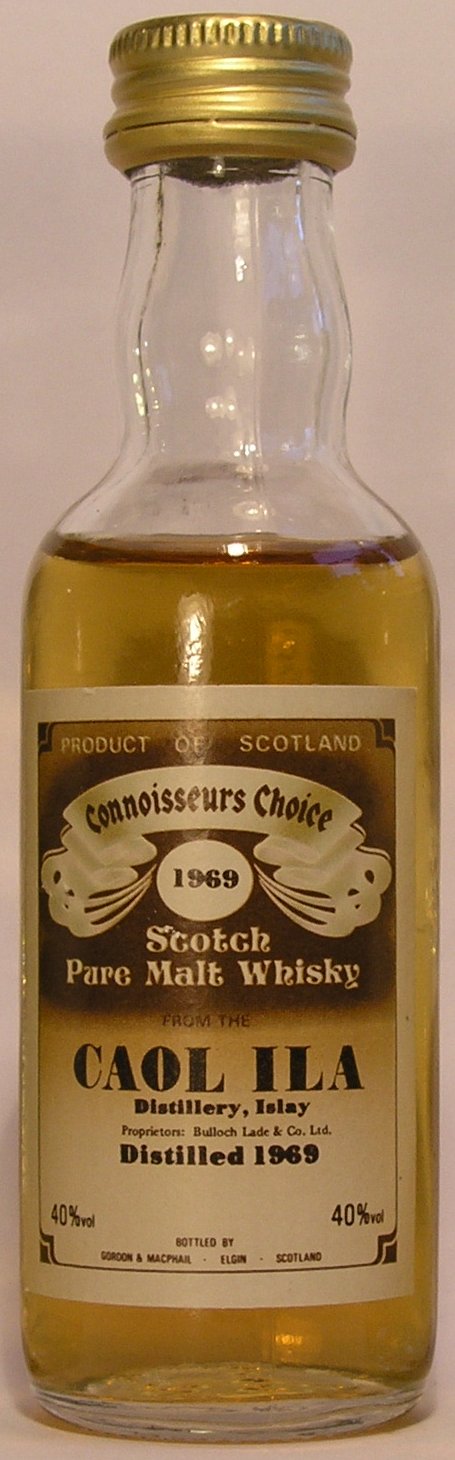 PRODUCT OF SCOTLAND
Connoisseurs Choice
1969
Scotch
Pure Malt Whisky
FROM THE
CAOL ILA
Distillery, Islay
Proprietors: Bulloch Lade & Co. Ltd.
Distilled 1969
40%vol 40%vol
BOTTLED BY
GORDON & MACPHAIL · ELGIN · SCOTLAND